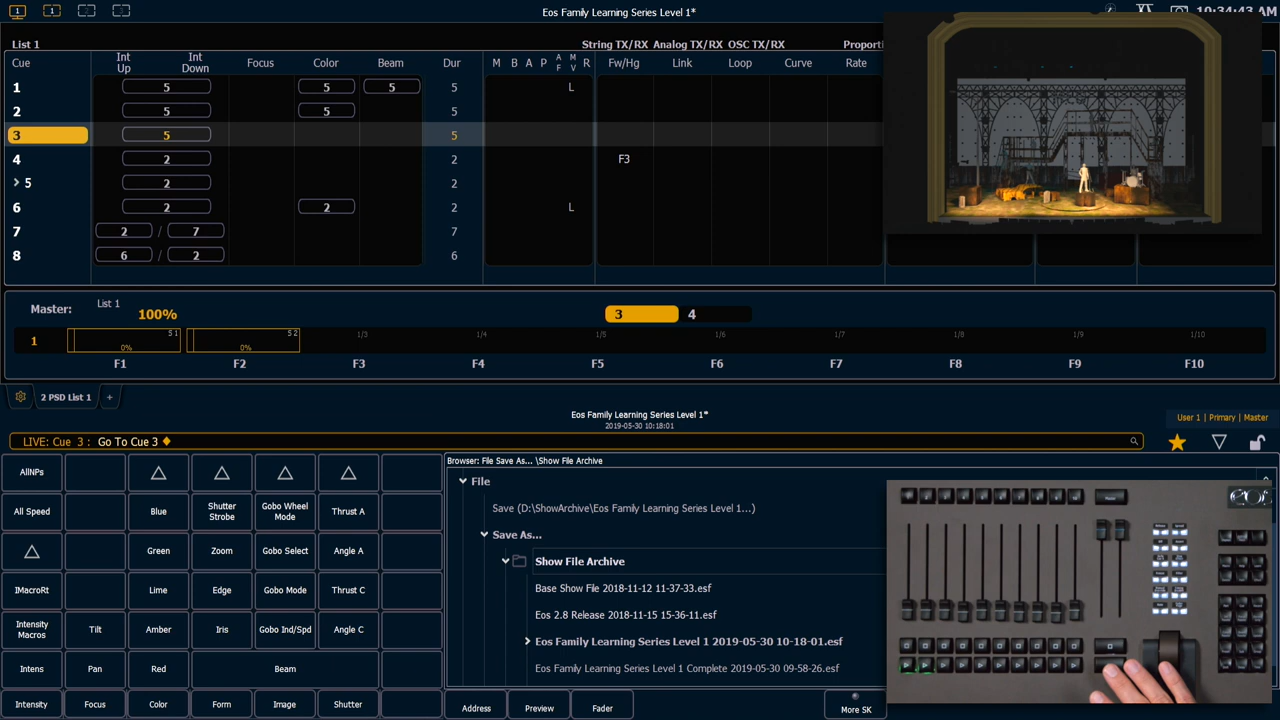 1 1 2 3
Eos Family Learning Series Level 1*
10:34:43 AM
List 1
String TX/RX Analog TX/RX OSC TX/RX Proporti
Cue Int Up Int Down Focus Color Beam Dur M B A P AF MV R Fw/Hg Link Loop Curve Rate
1 5 5 5 5 L
2 5 5 5
3 5 5
4 2 2 F3
> 5 2 2
6 2 2 2 L
7 2 / 7 7
8 6 / 2 6
Master: List 1 100% 3 4
1 S 1 0% S 2 0% 1/3 1/4 1/5 1/6 1/7 1/8 1/9 1/10
F1 F2 F3 F4 F5 F6 F7 F8 F9 F10
2 PSD List 1 +
Eos Family Learning Series Level 1*
2019-05-30 10:18:01
User 1 | Primary | Master
LIVE: Cue 3 : Go To Cue 3
Browser: File Save As... \Show File Archive
AllNPs
File
All Speed Blue Shutter Strobe Gobo Wheel Mode Thrust A
Save (D:\ShowArchive\Eos Family Learning Series Level 1...)
Save As...
Green Zoom Gobo Select Angle A
Show File Archive
IMacroRt Lime Edge Gobo Mode Thrust C
Base Show File 2018-11-12 11-37-33.esf
Eos 2.8 Release 2018-11-15 15-36-11.esf
Intensity Macros Tilt Amber Iris Gobo Ind/Spd Angle C
Eos Family Learning Series Level 1 2019-05-30 10-18-01.esf
Intens Pan Red Beam
Eos Family Learning Series Level 1 Complete 2019-05-30 09-58-26.esf
Intensity Focus Color Form Image Shutter
Address Preview Fader More SK
eos